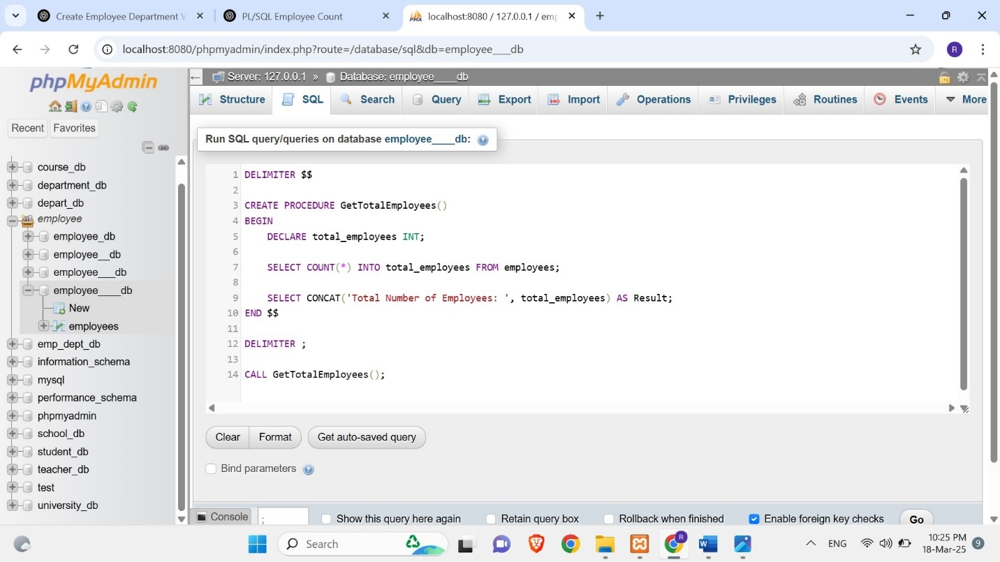 Create Employee Department V
PL/SQL Employee Count
localhost:8080 / 127.0.0.1 / emp
localhost:8080/phpmyadmin/index.php?route=/database/sql&db=employee___db
R
phpMyAdmin
Recent
Favorites
course_db
department_db
depart_db
employee
employee_db
employee__db
employee___db
employee____db
New
employees
emp_dept_db
information_schema
mysql
performance_schema
phpmyadmin
school_db
student_db
teacher_db
test
university_db
Server: 127.0.0.1 » Database: employee____db
Structure
SQL
Search
Query
Export
Import
Operations
Privileges
Routines
Events
More
Run SQL query/queries on database employee____db:
1 DELIMITER $$
2
3 CREATE PROCEDURE GetTotalEmployees()
4 BEGIN
5     DECLARE total_employees INT;
6
7     SELECT COUNT(*) INTO total_employees FROM employees;
8
9     SELECT CONCAT('Total Number of Employees: ', total_employees) AS Result;
10 END $$
11
12 DELIMITER ;
13
14 CALL GetTotalEmployees();
Clear
Format
Get auto-saved query
Bind parameters
Console
;
Show this query here again
Retain query box
Rollback when finished
Enable foreign key checks
Go
Search
R
ENG
10:25 PM
18-Mar-25
9